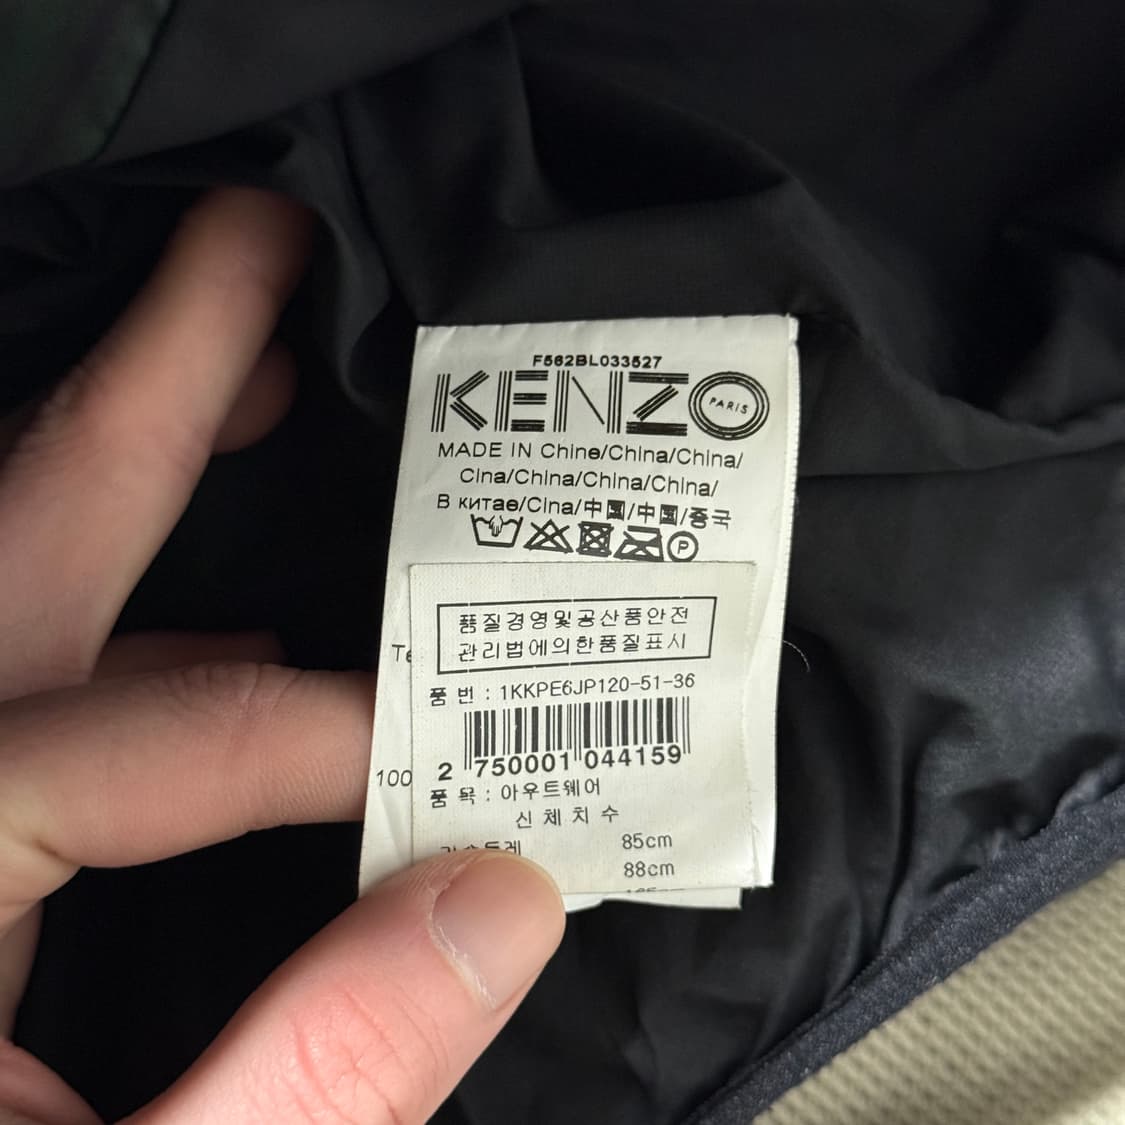 F562BL033527
KENZO
PARIS
MADE IN Chine/China/China/
Cina/China/China/China/
В китае/Cina/中国/中國/중국
P
품질경영및공산품안전
관리법에의한품질표시
품 번 : 1KKPE6JP120-51-36
2 750001 044159
100
품 목 : 아우트웨어
신 체 치 수
85cm
88cm